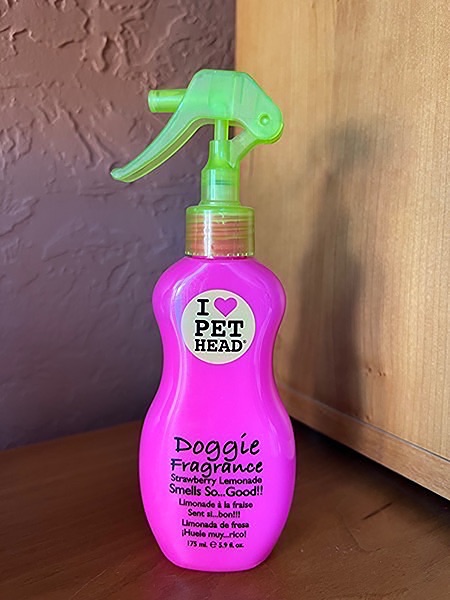 I ♥
PET
HEAD®
Doggie
Fragrance
Strawberry Lemonade
Smells So...Good!!
Limonade à la fraise
Sent si...bon!!!
Limonada de fresa
¡Huele muy...rico!
175 ml. ℮ 5.9 fl. oz.